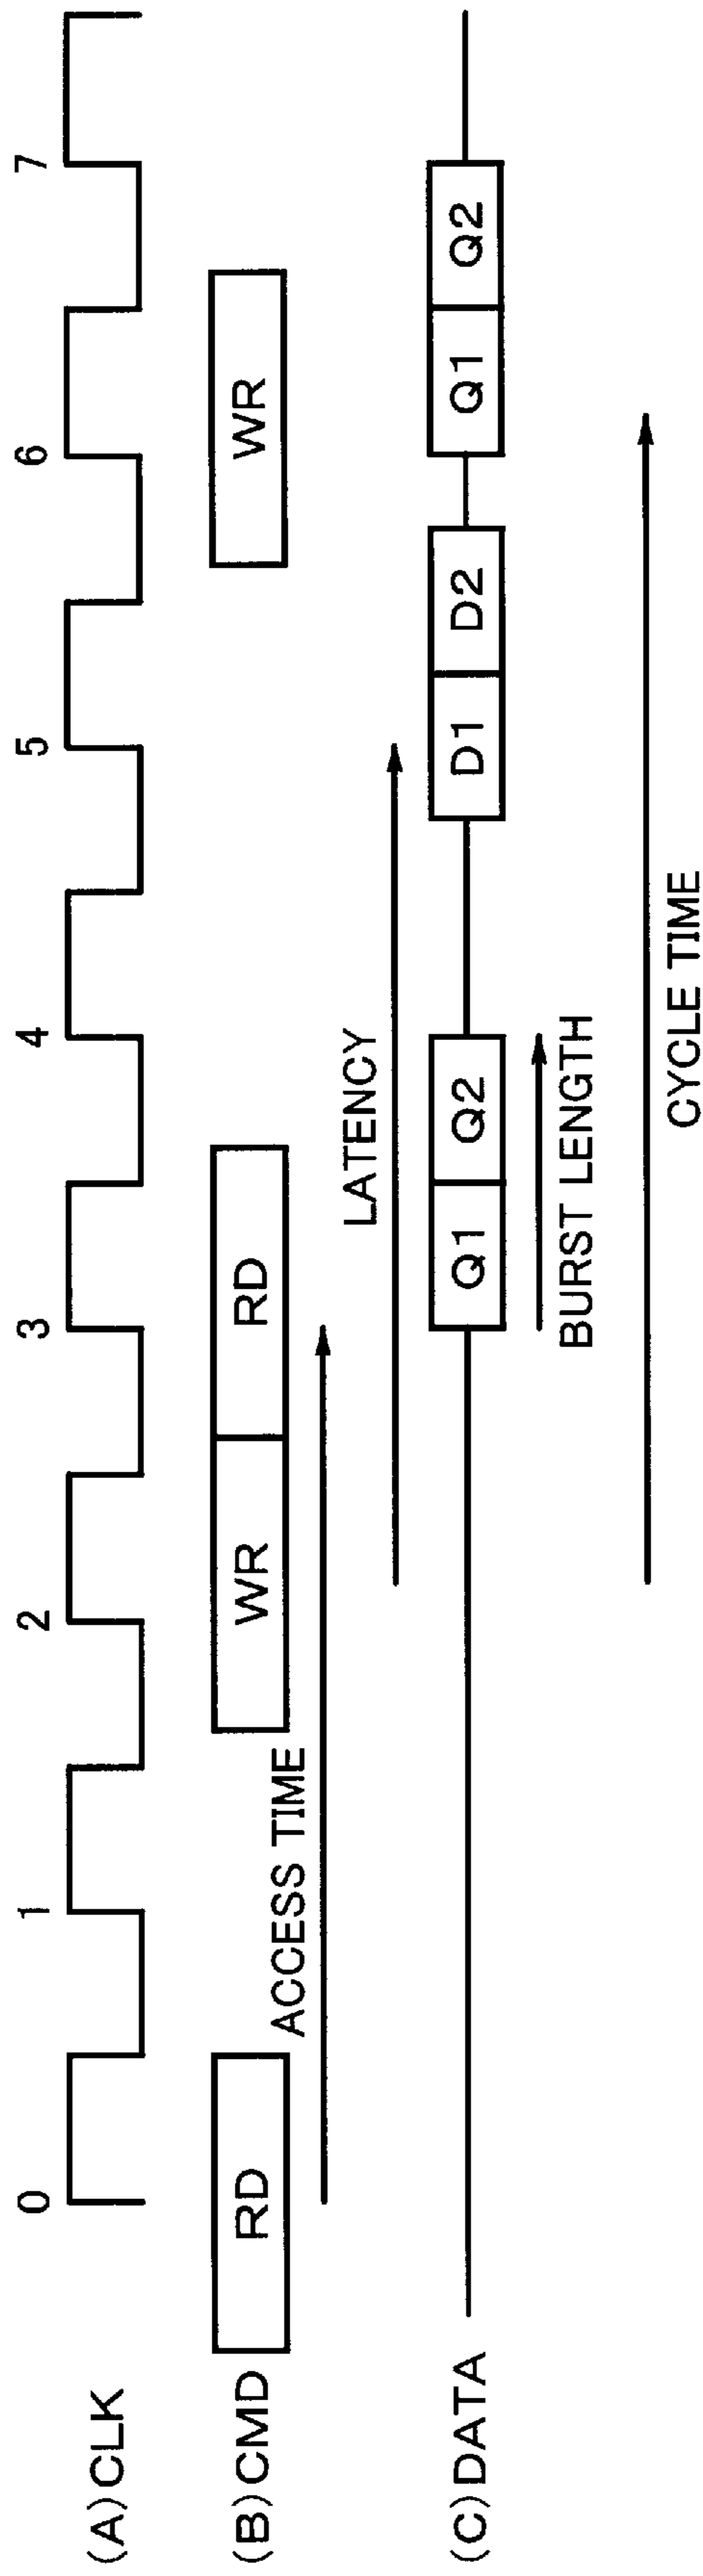 0 1 2 3 4 5 6 7
(A)CLK
(B)CMD RD WR RD WR
ACCESS TIME
LATENCY
(C)DATA Q1 Q2 D1 D2 Q1 Q2
BURST LENGTH
CYCLE TIME